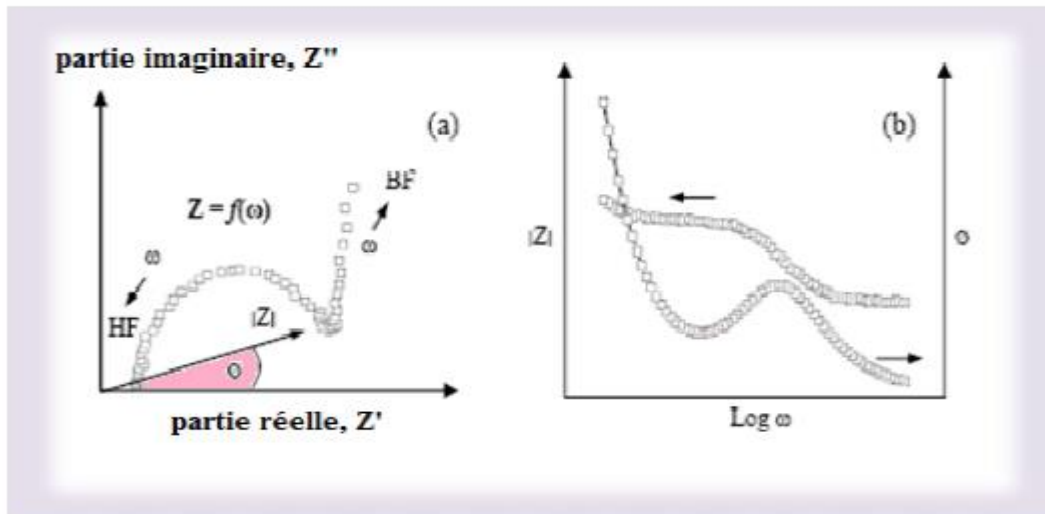 partie imaginaire, Z"
(a)
BF
Z = f(ω)
ω
ω
HF
|Z|
Θ
partie réelle, Z'
(b)
|Z|
Θ
Log ω